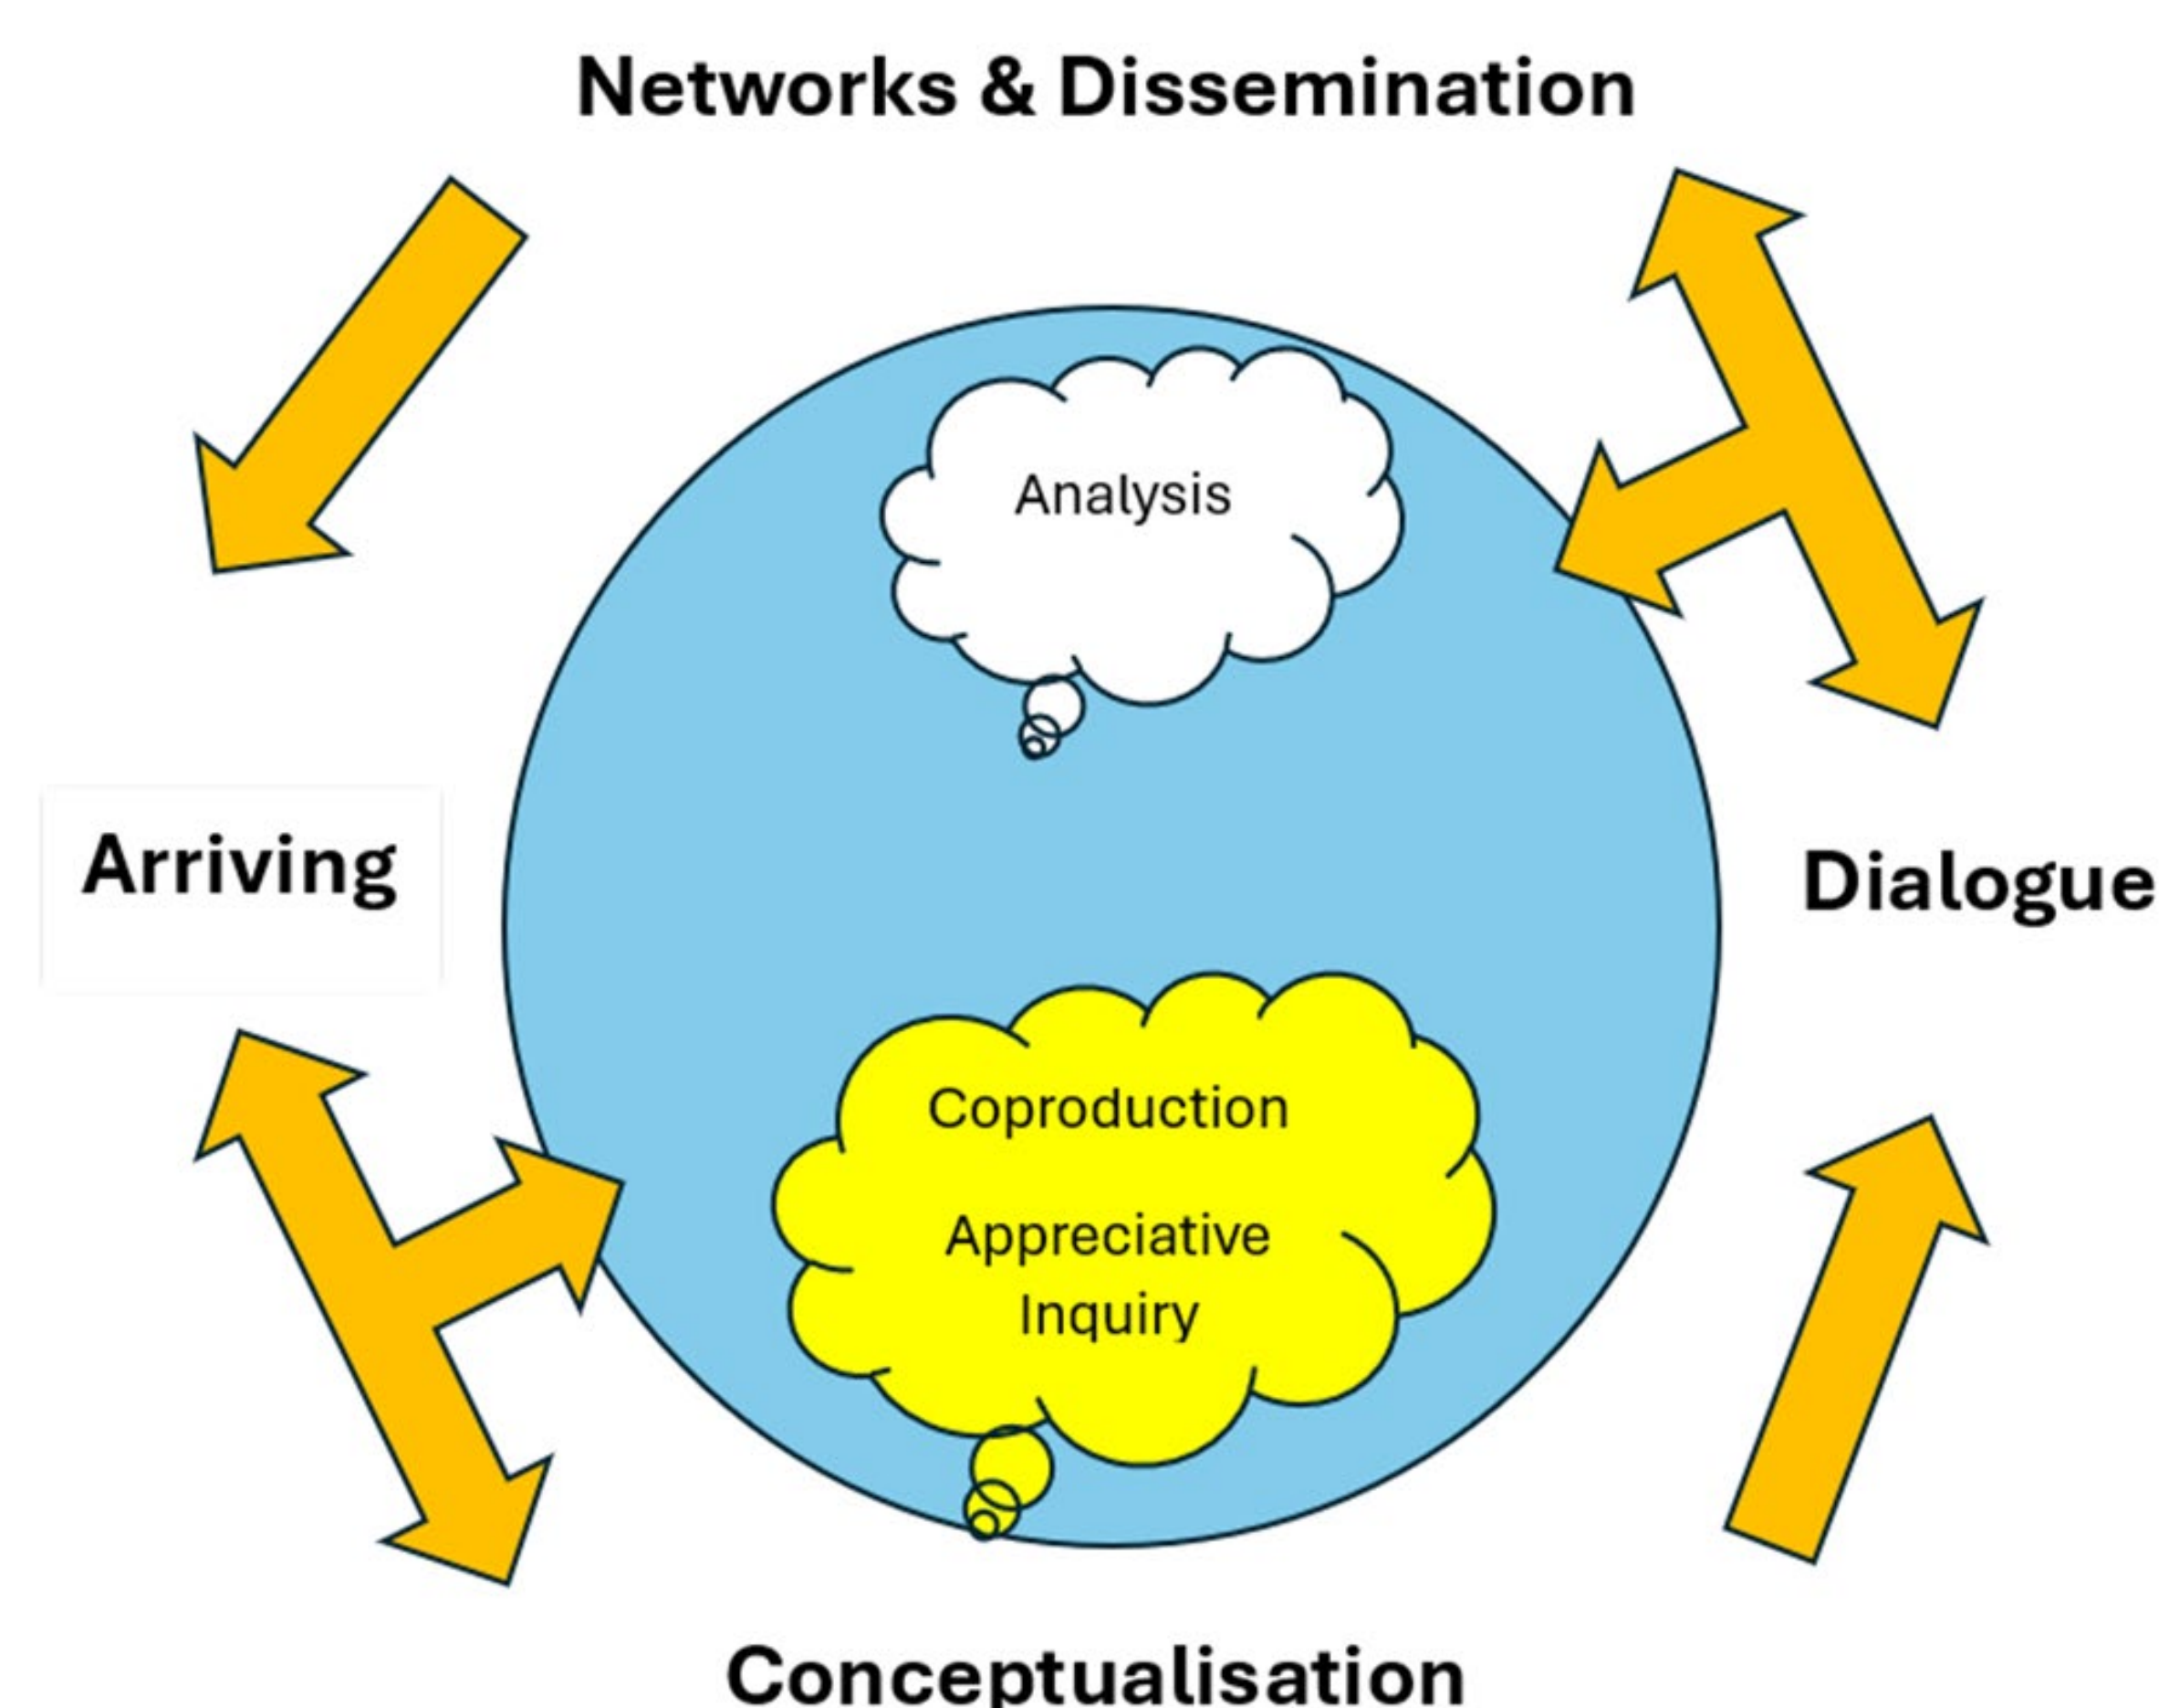 Networks & Dissemination
Analysis
Arriving
Dialogue
Coproduction
Appreciative
Inquiry
Conceptualisation